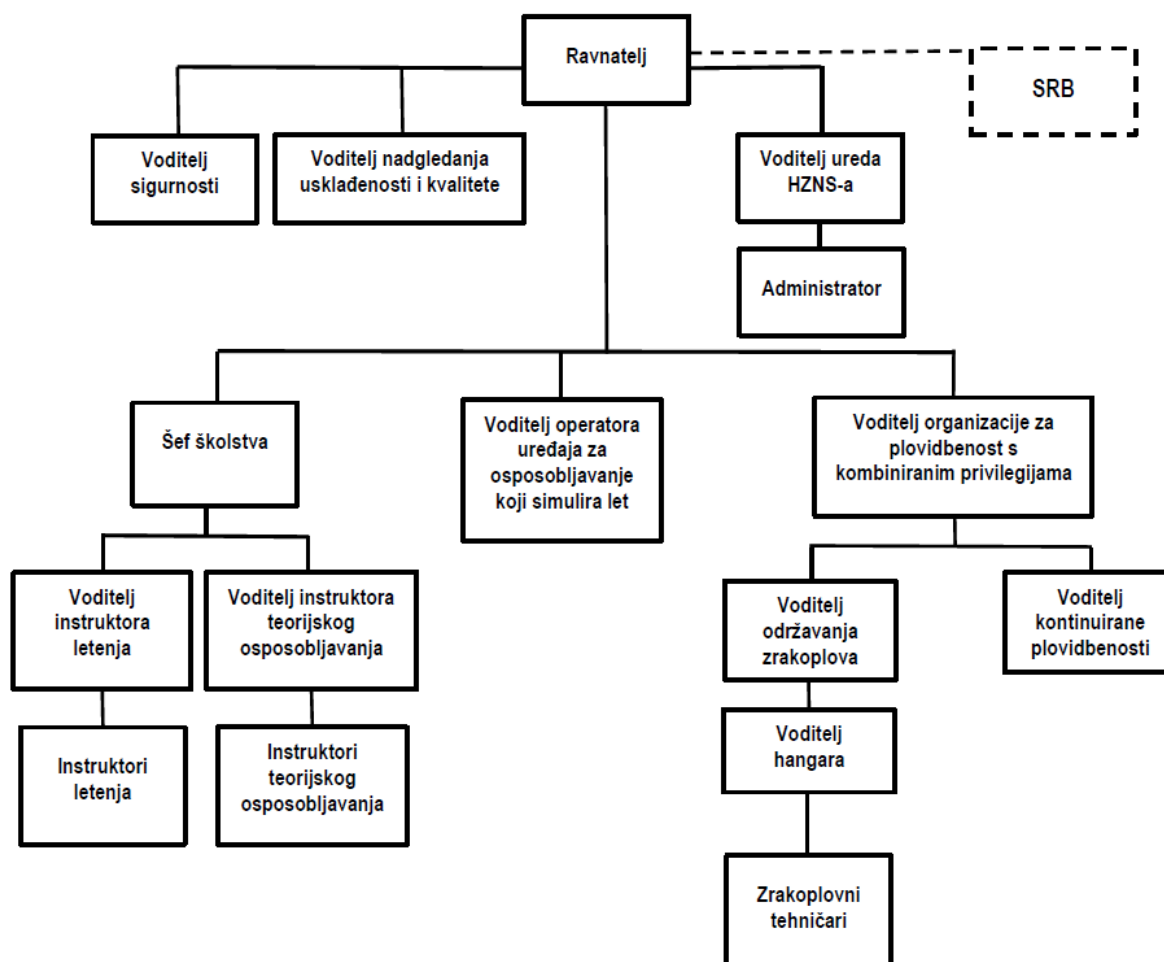 Ravnatelj
SRB
Voditelj
sigurnosti
Voditelj nadgledanja
usklađenosti i kvalitete
Voditelj ureda
HZNS-a
Administrator
Šef školstva
Voditelj operatora
uređaja za
osposobljavanje
koji simulira let
Voditelj organizacije za
plovidbenost s
kombiniranim privilegijama
Voditelj
instruktora
letenja
Voditelj instruktora
teorijskog
osposobljavanja
Voditelj
održavanja
zrakoplova
Voditelj
kontinuirane
plovidbenosti
Instruktori
letenja
Instruktori
teorijskog
osposobljavanja
Voditelj
hangara
Zrakoplovni
tehničari